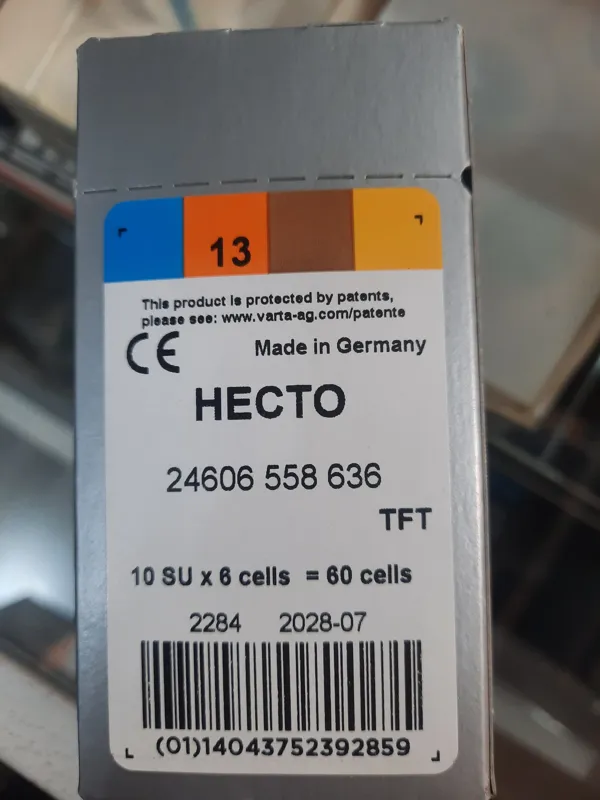 13
This product is protected by patents,
please see: www.varta-ag.com/patente
CE Made in Germany
HECTO
24606 558 636
TFT
10 SU x 6 cells = 60 cells
2284 2028-07
(01)14043752392859